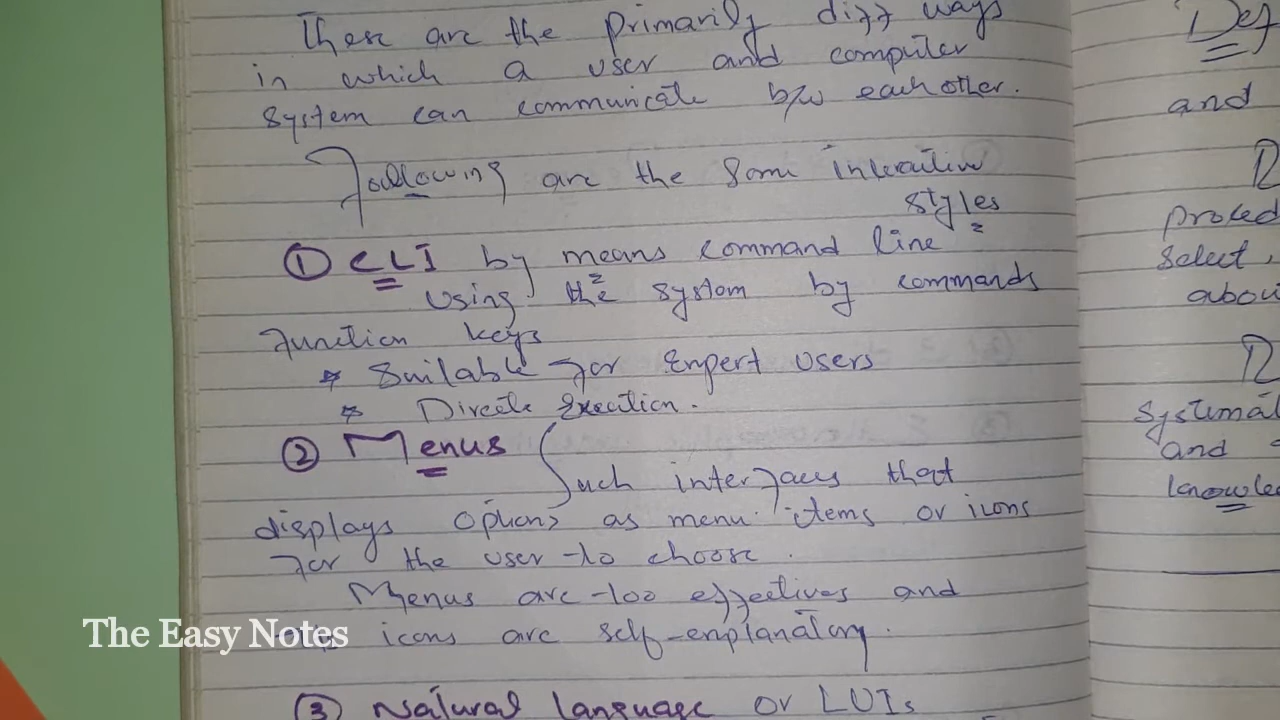 These are the primarily diff ways
in which a user and computer
system can communicate b/w each other.
Following are the some interactive
styles
① CLI by means command line
Using the system by commands
function keys
* Suitable for Expert users
* Direct Execution.
② Menus Such interfaces that
displays options as menu items or icons
for the user to choose.
Menus are too effectives and
icons are self-explanatory.
③ Natural language or LUIs
Def
and
select,
abou
and
knowle
The Easy Notes